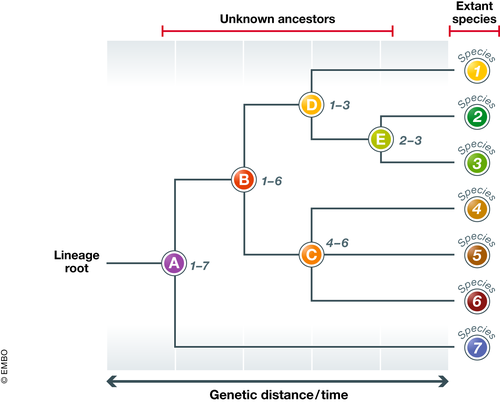 Unknown ancestors
Extant
species
Species
1
D
1–3
Species
2
E
2–3
Species
3
B
1–6
Species
4
4–6
C
Species
5
Lineage
root
A
1–7
Species
6
Species
7
Genetic distance/time
© EMBO